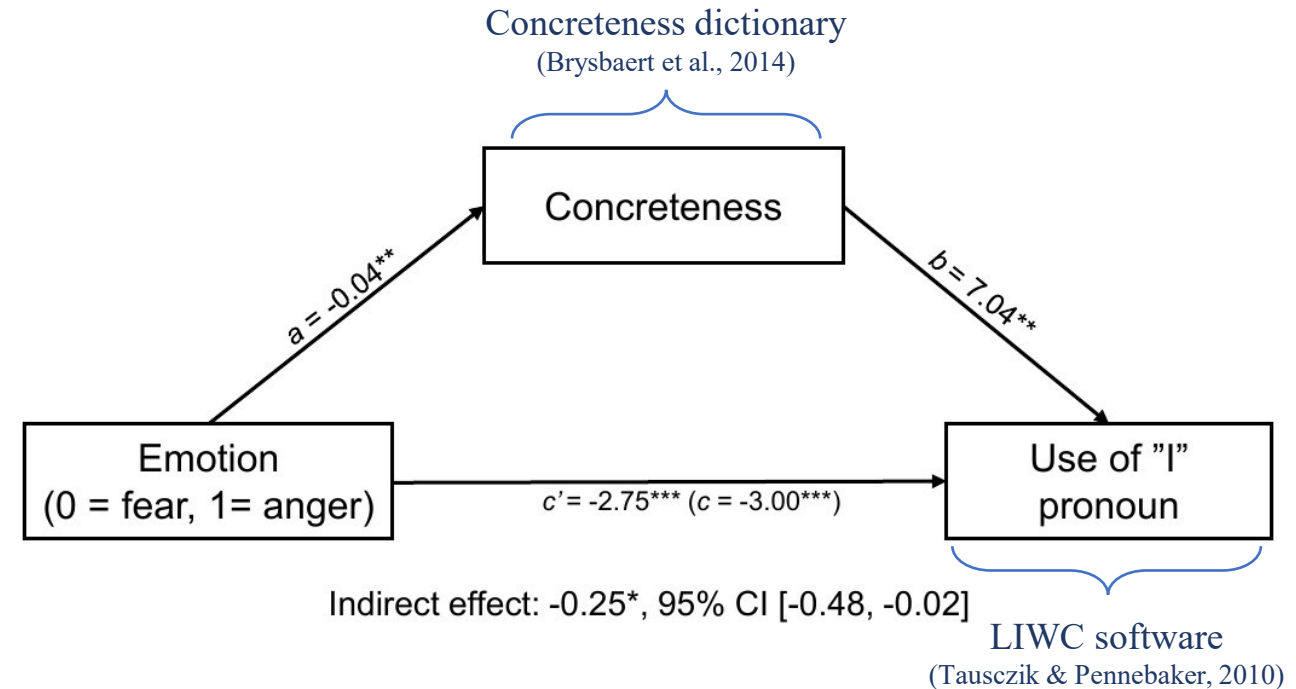 Concreteness dictionary
(Brysbaert et al., 2014)
Concreteness
a = -0.04**
b = 7.04**
Emotion
(0 = fear, 1= anger)
c’ = -2.75*** (c = -3.00***)
Use of ”I”
pronoun
Indirect effect: -0.25*, 95% CI [-0.48, -0.02]
LIWC software
(Tausczik & Pennebaker, 2010)